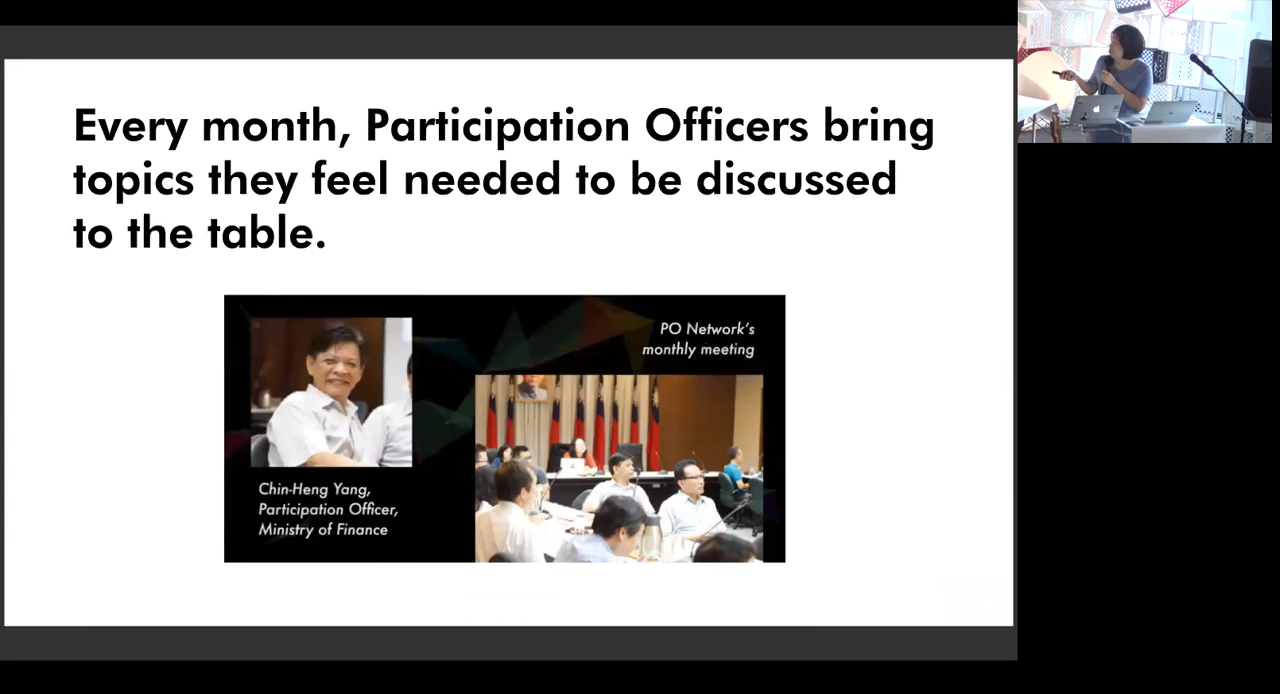 Every month, Participation Officers bring
topics they feel needed to be discussed
to the table.
PO Network's
monthly meeting
Chin-Heng Yang,
Participation Officer,
Ministry of Finance